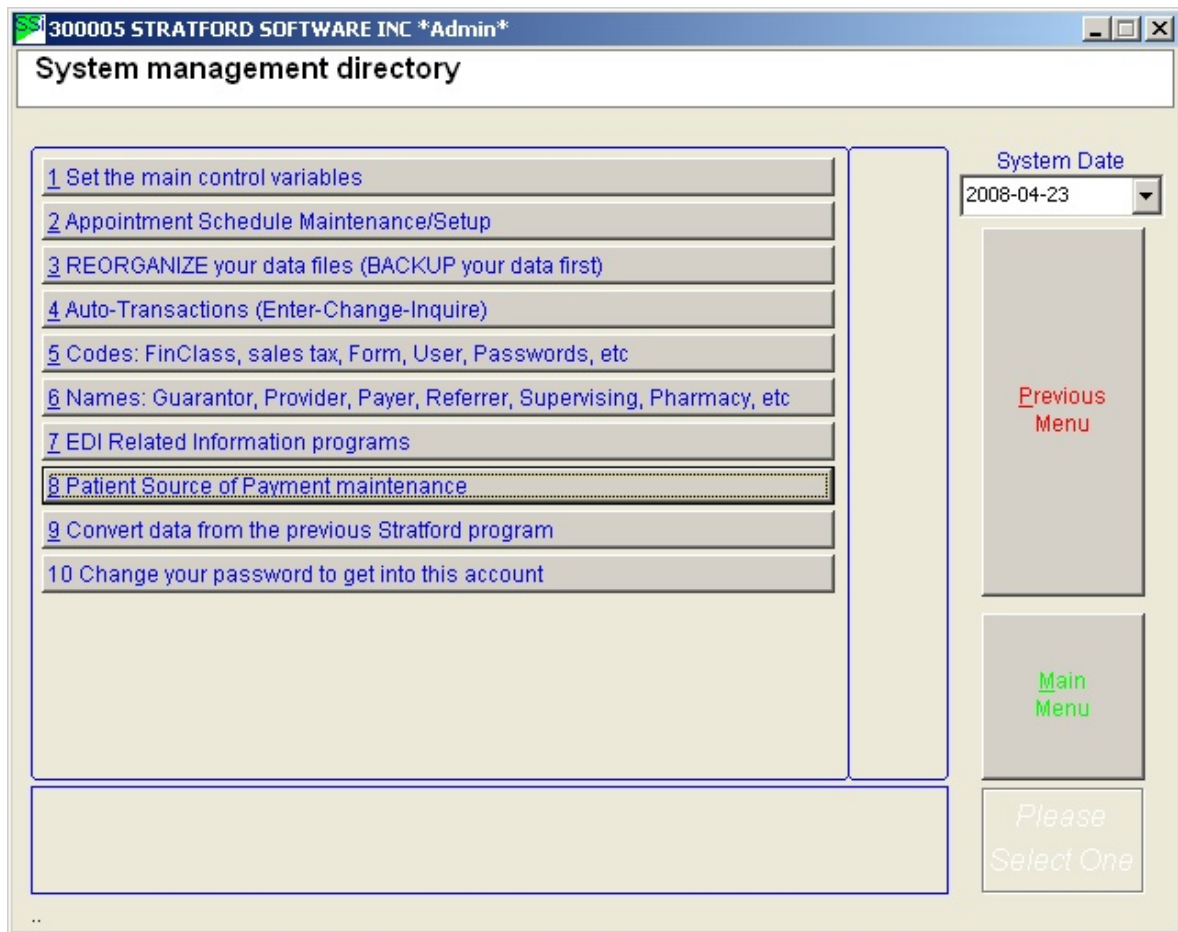 SSI 300005 STRATFORD SOFTWARE INC *Admin*
System management directory
1 Set the main control variables
2 Appointment Schedule Maintenance/Setup
3 REORGANIZE your data files (BACKUP your data first)
4 Auto-Transactions (Enter-Change-Inquire)
5 Codes: FinClass, sales tax, Form, User, Passwords, etc
6 Names: Guarantor, Provider, Payer, Referrer, Supervising, Pharmacy, etc
7 EDI Related Information programs
8 Patient Source of Payment maintenance
9 Convert data from the previous Stratford program
10 Change your password to get into this account
System Date
2008-04-23
Previous
Menu
Main
Menu
Please
Select One
..